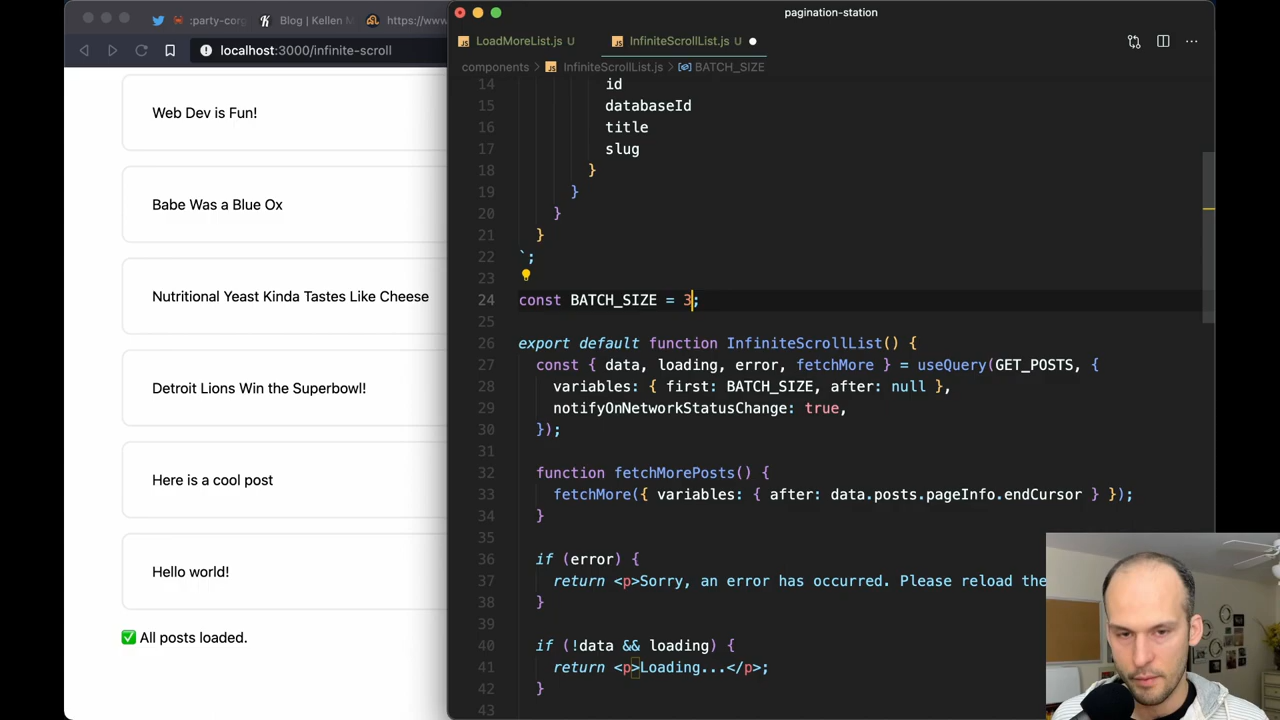 :party-corg
Blog | Kellen M
https://www
localhost:3000/infinite-scroll
Web Dev is Fun!
Babe Was a Blue Ox
Nutritional Yeast Kinda Tastes Like Cheese
Detroit Lions Win the Superbowl!
Here is a cool post
Hello world!
✅ All posts loaded.
pagination-station
LoadMoreList.js U
InfiniteScrollList.js U
components > InfiniteScrollList.js > BATCH_SIZE
14 id
15 databaseId
16 title
17 slug
18 }
19 }
20 }
21 }
22 `;
23
24 const BATCH_SIZE = 3;
25
26 export default function InfiniteScrollList() {
27 const { data, loading, error, fetchMore } = useQuery(GET_POSTS, {
28 variables: { first: BATCH_SIZE, after: null },
29 notifyOnNetworkStatusChange: true,
30 });
31
32 function fetchMorePosts() {
33 fetchMore({ variables: { after: data.posts.pageInfo.endCursor } });
34 }
35
36 if (error) {
37 return <p>Sorry, an error has occurred. Please reload the
38 }
39
40 if (!data && loading) {
41 return <p>Loading...</p>;
42 }
43